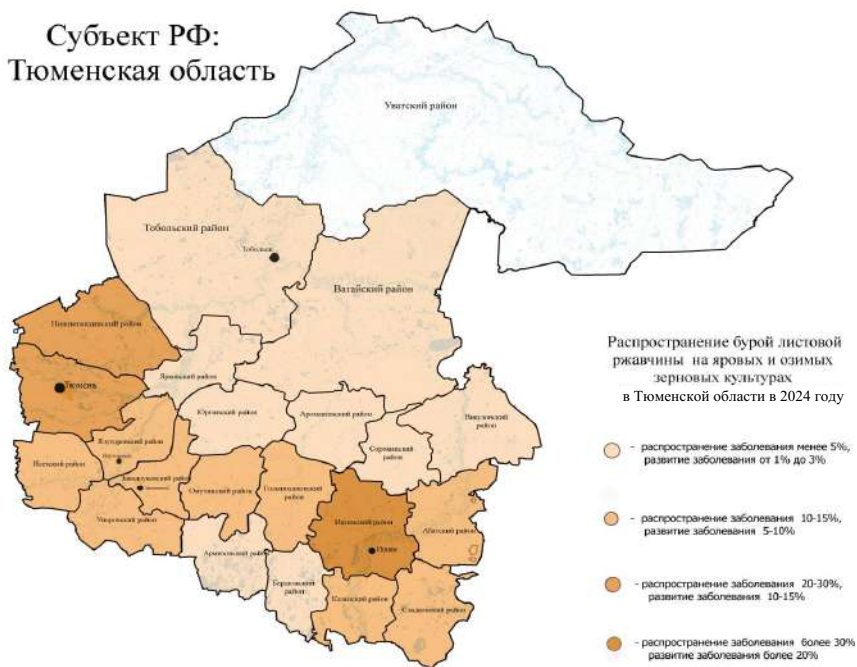 Субъект РФ:
Тюменская область
Уватский район
Тобольский район
Тобольск
Вагайский район
Нижнетавдинский район
Тюмень
Ярковский район
Юргинский район
Аромашевский район
Викуловский
район
Сорокинский
район
Ялуторовский район
Исетский район
Заводоуковский район
Упоровский район
Омутинский район
Голышмановский
район
Ишимский район
Ишим
Абатский район
Армизонский район
Бердюжский
район
Казанский район
Сладковский район
Распространение бурой листовой
ржавчины на яровых и озимых
зерновых культурах
в Тюменской области в 2024 году
- распространение заболевания менее 5%,
развитие заболевания от 1% до 3%
- распространение заболевания 10-15%,
развитие заболевания 5-10%
- распространение заболевания 20-30%,
развитие заболевания 10-15%
- распространение заболевания более 30%
развитие заболевания более 20%